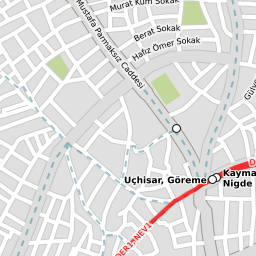 Murat Kum Sokak
Mustafa Parmaksız Caddesi
Berat Sokak
Hafız Ömer Sokak
Uçhisar, Göreme
Nigde